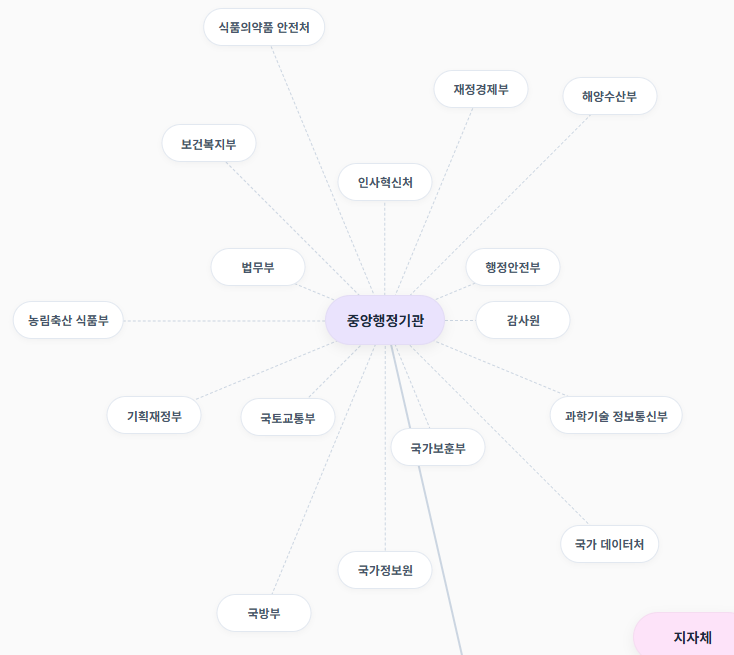 식품의약품 안전처
재정경제부
해양수산부
보건복지부
인사혁신처
법무부
행정안전부
농림축산 식품부
중앙행정기관
감사원
기획재정부
국토교통부
과학기술 정보통신부
국가보훈부
국가 데이터처
국가정보원
국방부
지자체